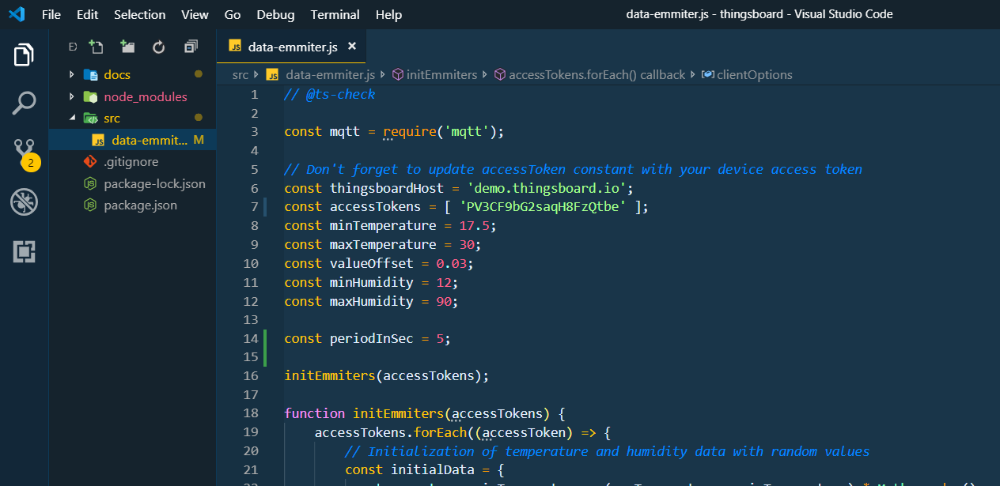 File Edit Selection View Go Debug Terminal Help data-emmiter.js - thingsboard - Visual Studio Code
data-emmiter.js ×
docs
node_modules
src
data-emmit... M
.gitignore
package-lock.json
package.json
2
src data-emmiter.js initEmmiters accessTokens.forEach() callback clientOptions
1 // @ts-check
2
3 const mqtt = require('mqtt');
4
5 // Don't forget to update accessToken constant with your device access token
6 const thingsboardHost = 'demo.thingsboard.io';
7 const accessTokens = [ 'PV3CF9bG2saqH8FzQtbe' ];
8 const minTemperature = 17.5;
9 const maxTemperature = 30;
10 const valueOffset = 0.03;
11 const minHumidity = 12;
12 const maxHumidity = 90;
13
14 const periodInSec = 5;
15
16 initEmmiters(accessTokens);
17
18 function initEmmiters(accessTokens) {
19 accessTokens.forEach((accessToken) => {
20 // Initialization of temperature and humidity data with random values
21 const initialData = {